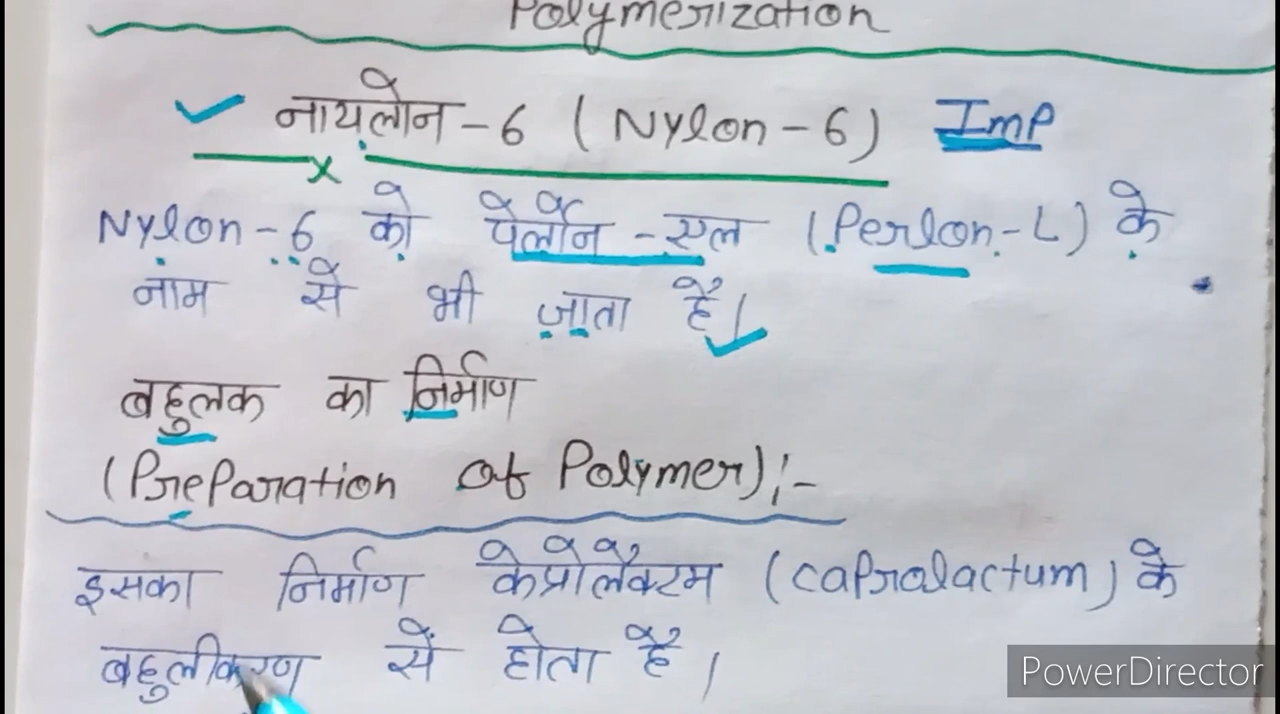 Polymerization
नायलोन-6 (Nylon-6) Imp
Nylon-6 को पेर्लोन-एल (Perlon-L) के
नाम से भी जाता है।
बहुलक का निर्माण
(Preparation of Polymer):-
इसका निर्माण केप्रोलैक्टम (Caprolactum) के
बहुलीकरण से होता है।
PowerDirector